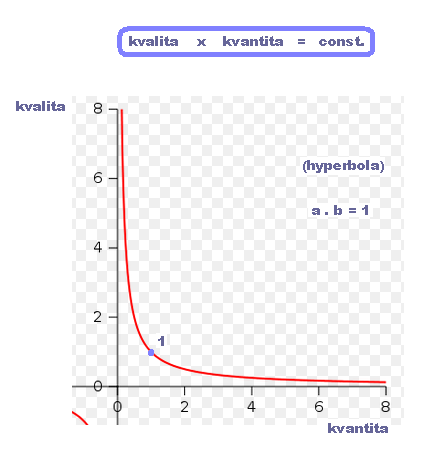 kvalita x kvantita = const.
kvalita
8
(hyperbola)
6
a . b = 1
4
2
1
0
0 2 4 6 8
kvantita